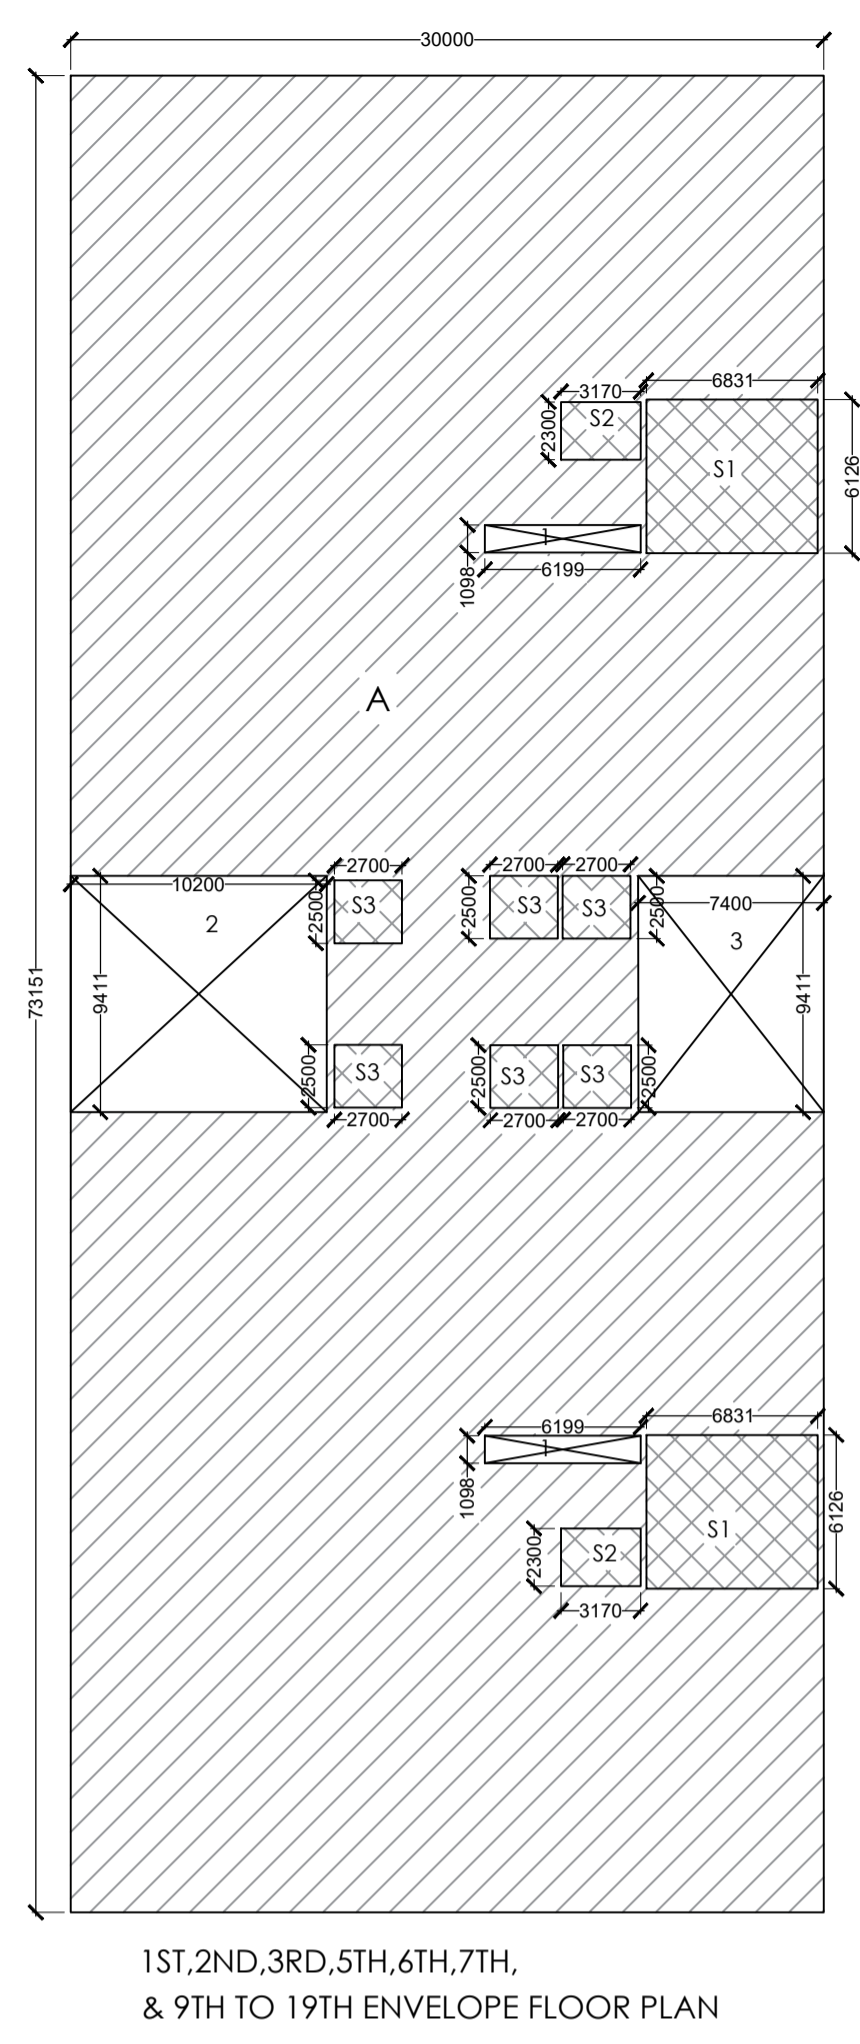 30000
3170
6831
2300
S2
S1
6126
1
1098
6199
A
2700
2700
2700
10200
2500
S3
2500
S3
S3
2500
7400
2
3
73151
9411
9411
2500
S3
2500
S3
S3
2500
2700
2700
2700
6199
6831
1
1098
6126
S1
2300
S2
3170
1ST,2ND,3RD,5TH,6TH,7TH,
& 9TH TO 19TH ENVELOPE FLOOR PLAN